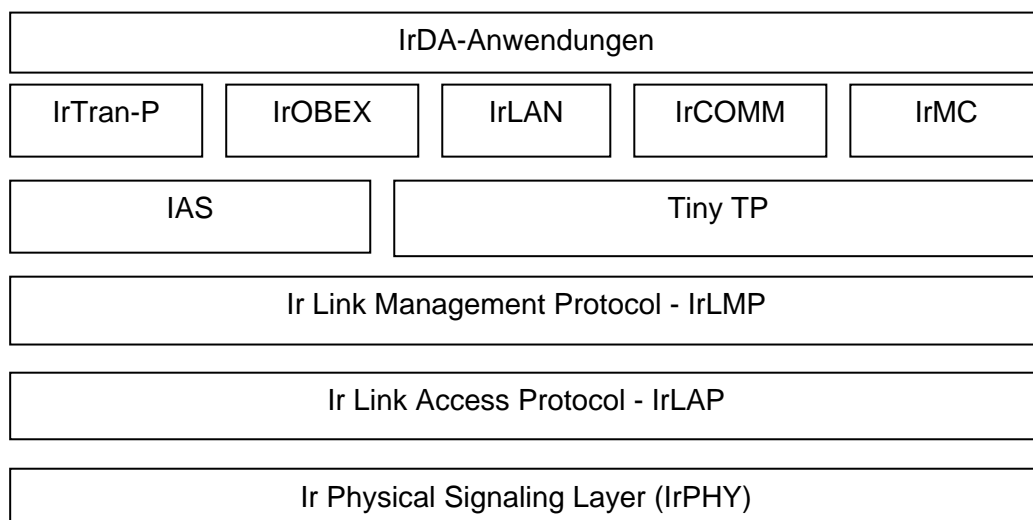 IrDA-Anwendungen
IrTran-P IrOBEX IrLAN IrCOMM IrMC
IAS Tiny TP
Ir Link Management Protocol - IrLMP
Ir Link Access Protocol - IrLAP
Ir Physical Signaling Layer (IrPHY)